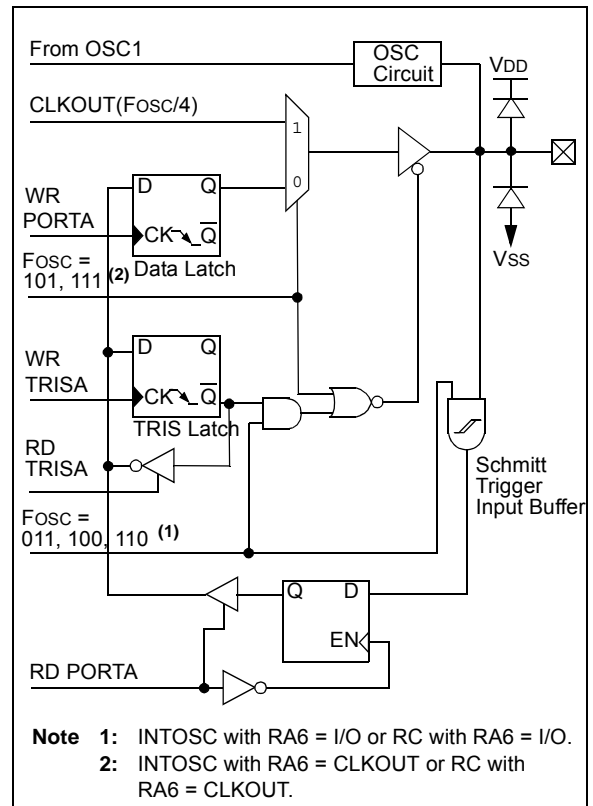 From OSC1
OSC
Circuit
VDD
CLKOUT(FOSC/4)
1
0
D Q
WR
PORTA
CK Q
Data Latch
VSS
FOSC =
101, 111 (2)
D Q
WR
TRISA
CK Q
TRIS Latch
RD
TRISA
Schmitt
Trigger
Input Buffer
FOSC =
011, 100, 110 (1)
Q D
EN
RD PORTA
Note 1: INTOSC with RA6 = I/O or RC with RA6 = I/O.
2: INTOSC with RA6 = CLKOUT or RC with
RA6 = CLKOUT.